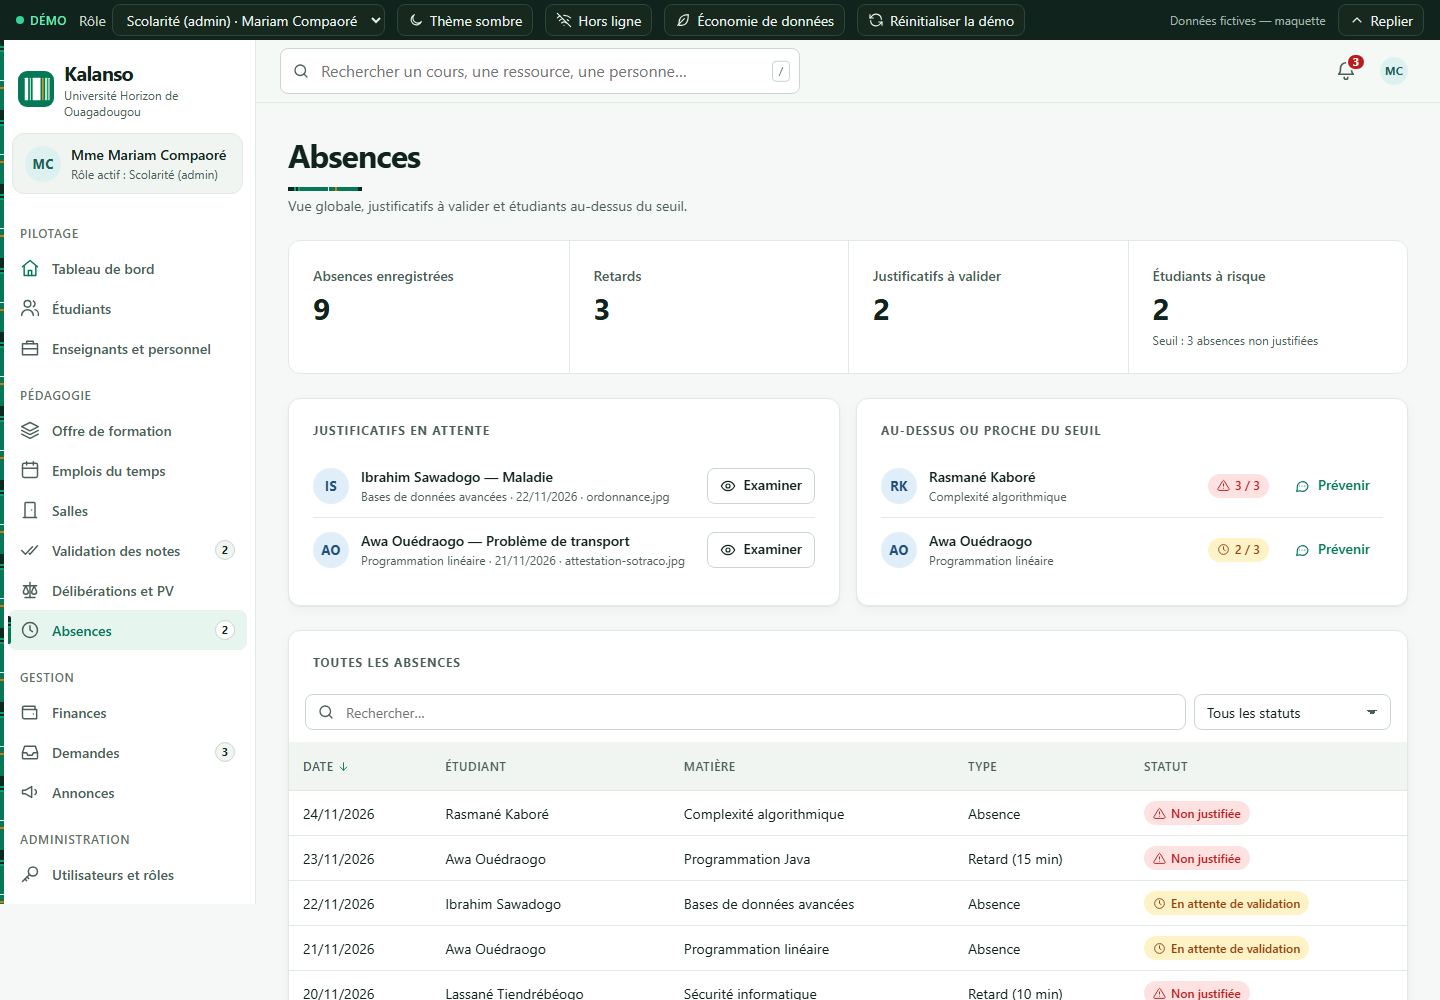 DÉMO Rôle Scolarité (admin) · Mariam Compaoré Thème sombre Hors ligne Économie de données Réinitialiser la démo Données fictives — maquette Replier
Kalanso
Université Horizon de
Ouagadougou
Rechercher un cours, une ressource, une personne... /
3
MC
MC
Mme Mariam Compaoré
Rôle actif : Scolarité (admin)
PILOTAGE
Tableau de bord
Étudiants
Enseignants et personnel
PÉDAGOGIE
Offre de formation
Emplois du temps
Salles
Validation des notes 2
Délibérations et PV
Absences 2
GESTION
Finances
Demandes 3
Annonces
ADMINISTRATION
Utilisateurs et rôles
Absences
Vue globale, justificatifs à valider et étudiants au-dessus du seuil.
Absences enregistrées
9
Retards
3
Justificatifs à valider
2
Étudiants à risque
2
Seuil : 3 absences non justifiées
JUSTIFICATIFS EN ATTENTE
IS
Ibrahim Sawadogo — Maladie
Bases de données avancées · 22/11/2026 · ordonnance.jpg
Examiner
AO
Awa Ouédraogo — Problème de transport
Programmation linéaire · 21/11/2026 · attestation-sotraco.jpg
Examiner
AU-DESSUS OU PROCHE DU SEUIL
RK
Rasmané Kaboré
Complexité algorithmique
3 / 3
Prévenir
AO
Awa Ouédraogo
Programmation linéaire
2 / 3
Prévenir
TOUTES LES ABSENCES
Rechercher...
Tous les statuts
DATE ↓ ÉTUDIANT MATIÈRE TYPE STATUT
24/11/2026 Rasmané Kaboré Complexité algorithmique Absence Non justifiée
23/11/2026 Awa Ouédraogo Programmation Java Retard (15 min) Non justifiée
22/11/2026 Ibrahim Sawadogo Bases de données avancées Absence En attente de validation
21/11/2026 Awa Ouédraogo Programmation linéaire Absence En attente de validation
20/11/2026 Lassané Tiendrébéogo Sécurité informatique Retard (10 min) Non justifiée